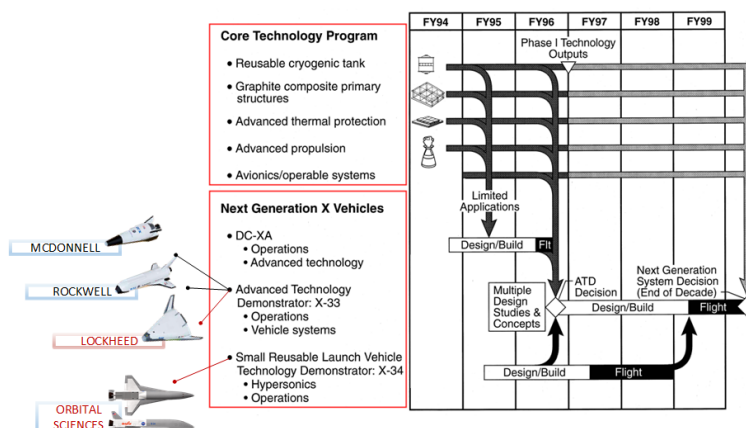 FY94 FY95 FY96 FY97 FY98 FY99
Core Technology Program
• Reusable cryogenic tank
• Graphite composite primary
structures
• Advanced thermal protection
• Advanced propulsion
• Avionics/operable systems
Phase I Technology
Outputs
Limited
Applications
Next Generation X Vehicles
• DC-XA
• Operations
• Advanced technology
• Advanced Technology
Demonstrator: X-33
• Operations
• Vehicle systems
• Small Reusable Launch Vehicle
Technology Demonstrator: X-34
• Hypersonics
• Operations
MCDONNELL
ROCKWELL
LOCKHEED
ORBITAL
SCIENCES
Design/Build Flt
Multiple
Design
Studies &
Concepts
ATD
Decision
Next Generation
System Decision
(End of Decade)
Design/Build Flight
Design/Build Flight